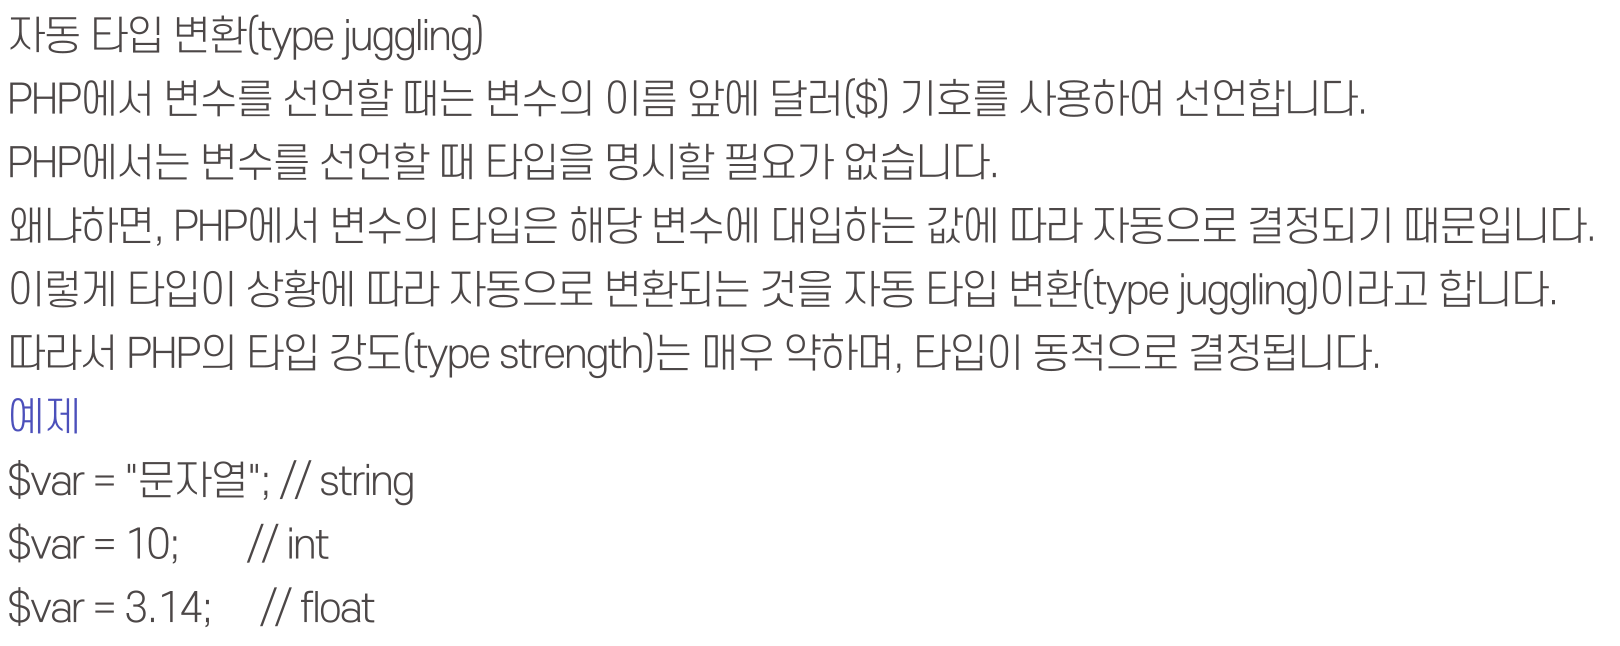 자동 타입 변환(type juggling)
PHP에서 변수를 선언할 때는 변수의 이름 앞에 달러($) 기호를 사용하여 선언합니다.
PHP에서는 변수를 선언할 때 타입을 명시할 필요가 없습니다.
왜냐하면, PHP에서 변수의 타입은 해당 변수에 대입하는 값에 따라 자동으로 결정되기 때문입니다.
이렇게 타입이 상황에 따라 자동으로 변환되는 것을 자동 타입 변환(type juggling)이라고 합니다.
따라서 PHP의 타입 강도(type strength)는 매우 약하며, 타입이 동적으로 결정됩니다.
예제
$var = "문자열"; // string
$var = 10;      // int
$var = 3.14;    // float